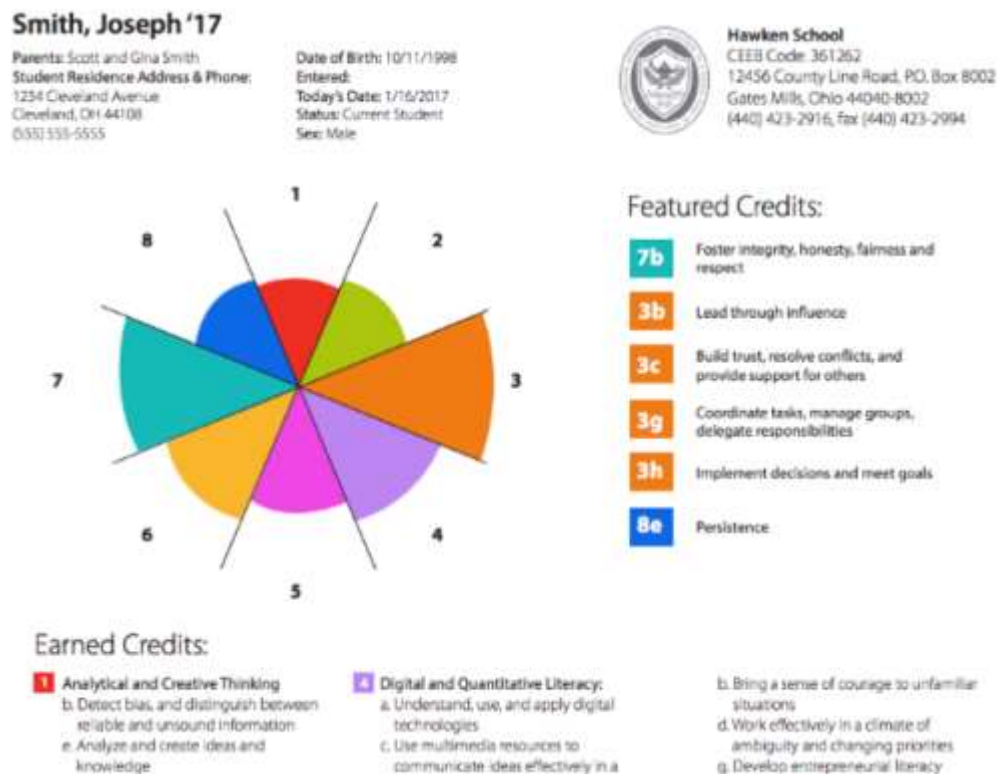 Smith, Joseph '17
Parents: Scott and Gina Smith
Student Residence Address & Phone:
1234 Cleveland Avenue
Cleveland, OH 44108
(555) 555-5555
Date of Birth: 10/11/1998
Entered:
Today's Date: 1/16/2017
Status: Current Student
Sex: Male
Hawken School
CEEB Code: 361262
12456 County Line Road, P.O. Box 8002
Gates Mills, Ohio 44040-8002
(440) 423-2916, fax (440) 423-2994
1
2
3
4
5
6
7
8
Featured Credits:
7b Foster integrity, honesty, fairness and
respect
3b Lead through influence
3c Build trust, resolve conflicts, and
provide support for others
3g Coordinate tasks, manage groups,
delegate responsibilities
3h Implement decisions and meet goals
8e Persistence
Earned Credits:
1 Analytical and Creative Thinking
b. Detect bias, and distinguish between
reliable and unsound information
e. Analyze and create ideas and
knowledge
4 Digital and Quantitative Literacy:
a. Understand, use, and apply digital
technologies
c. Use multimedia resources to
communicate ideas effectively in a
b. Bring a sense of courage to unfamiliar
situations
d. Work effectively in a climate of
ambiguity and changing priorities
g. Develop entrepreneurial literacy